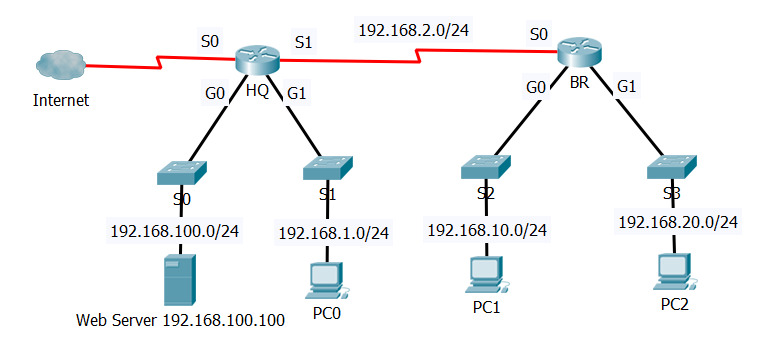 192.168.2.0/24
S0
S1
S0
Internet
HQ
BR
G0
G1
G0
G1
S0
S1
S2
S3
192.168.100.0/24
192.168.1.0/24
192.168.10.0/24
192.168.20.0/24
Web Server 192.168.100.100
PC0
PC1
PC2